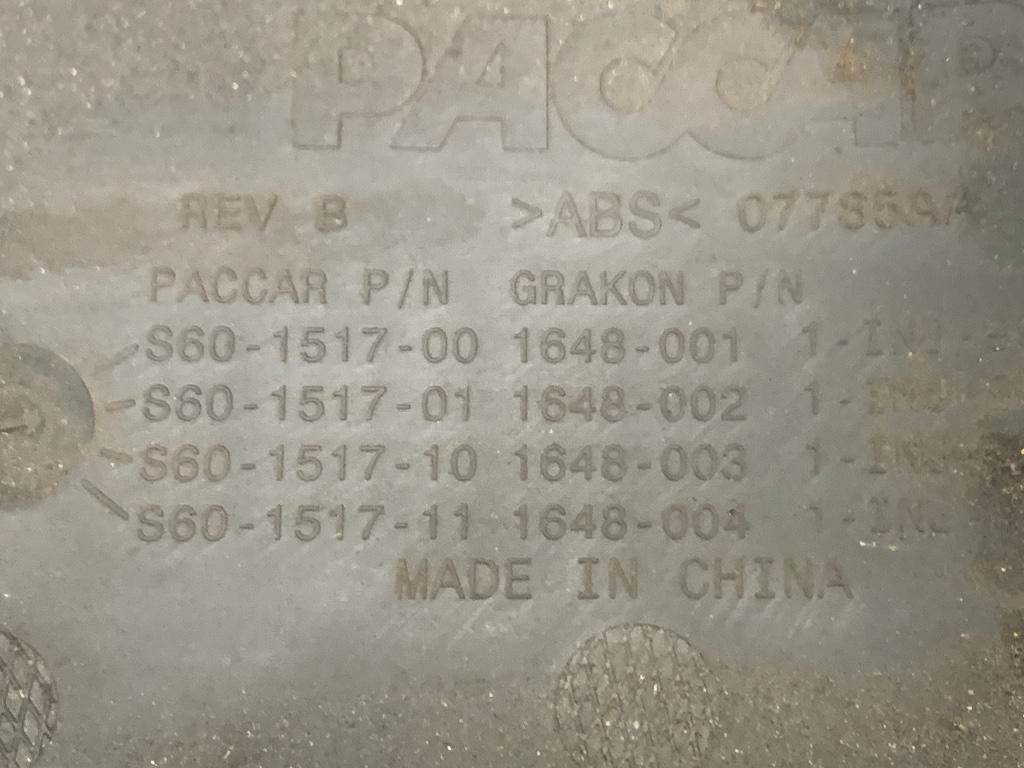 PACCAR
REV B >ABS<
PACCAR P/N GRAKON P/N
S60-1517-00 1648-001
S60-1517-01 1648-002
S60-1517-10 1648-003
S60-1517-11 1648-004
MADE IN CHINA